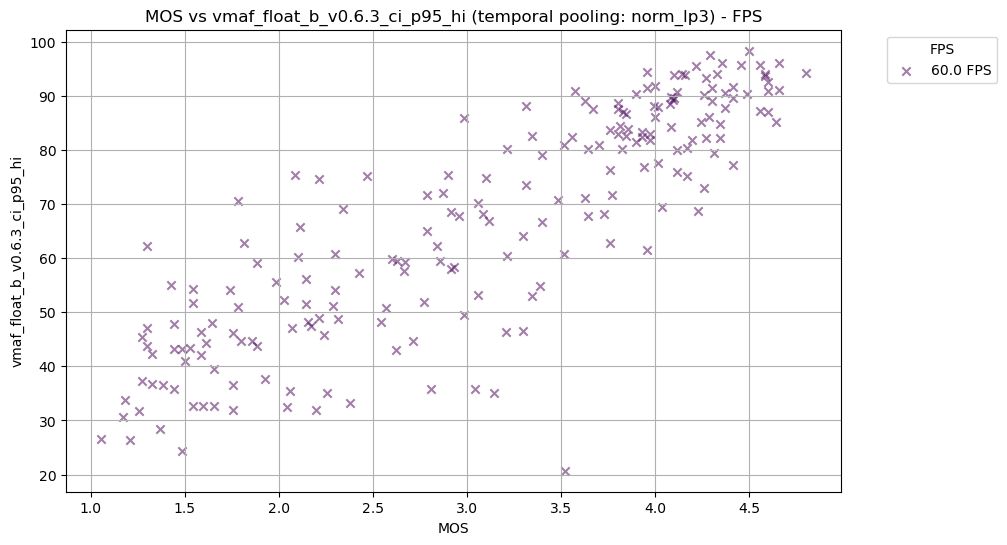 MOS vs vmaf_float_b_v0.6.3_ci_p95_hi (temporal pooling: norm_lp3) - FPS
FPS
60.0 FPS
vmaf_float_b_v0.6.3_ci_p95_hi
100
90
80
70
60
50
40
30
20
1.0 1.5 2.0 2.5 3.0 3.5 4.0 4.5
MOS